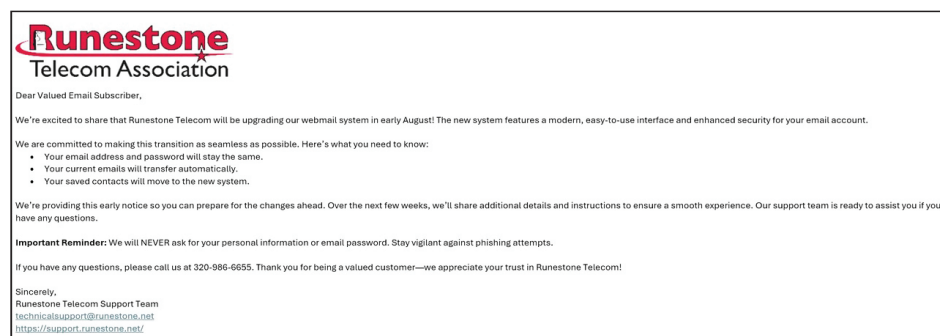 Runestone
Telecom Association
Dear Valued Email Subscriber,
We're excited to share that Runestone Telecom will be upgrading our webmail system in early August! The new system features a modern, easy-to-use interface and enhanced security for your email account.
We are committed to making this transition as seamless as possible. Here's what you need to know:
• Your email address and password will stay the same.
• Your current emails will transfer automatically.
• Your saved contacts will move to the new system.
We're providing this early notice so you can prepare for the changes ahead. Over the next few weeks, we'll share additional details and instructions to ensure a smooth experience. Our support team is ready to assist you if you
have any questions.
Important Reminder: We will NEVER ask for your personal information or email password. Stay vigilant against phishing attempts.
If you have any questions, please call us at 320-986-6655. Thank you for being a valued customer—we appreciate your trust in Runestone Telecom!
Sincerely,
Runestone Telecom Support Team
technicalsupport@runestone.net
https://support.runestone.net/